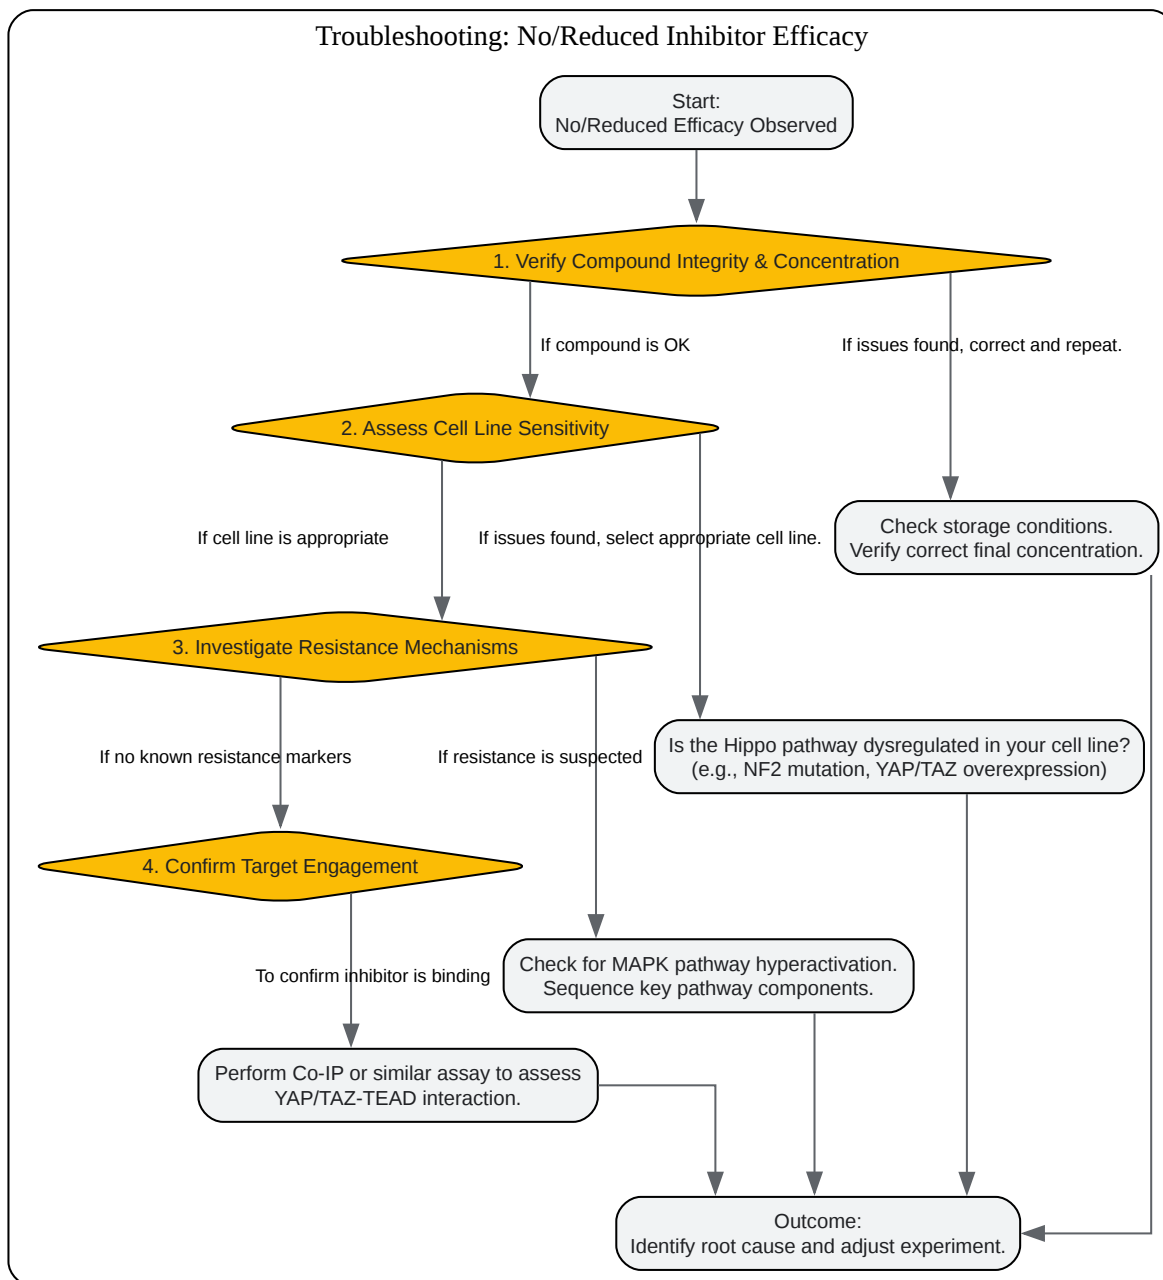 Troubleshooting: No/Reduced Inhibitor Efficacy
Start:
No/Reduced Efficacy Observed
1. Verify Compound Integrity & Concentration
If compound is OK
If issues found, correct and repeat.
2. Assess Cell Line Sensitivity
If cell line is appropriate
If issues found, select appropriate cell line.
Check storage conditions.
Verify correct final concentration.
3. Investigate Resistance Mechanisms
If no known resistance markers
If resistance is suspected
Is the Hippo pathway dysregulated in your cell line?
(e.g., NF2 mutation, YAP/TAZ overexpression)
4. Confirm Target Engagement
To confirm inhibitor is binding
Check for MAPK pathway hyperactivation.
Sequence key pathway components.
Perform Co-IP or similar assay to assess
YAP/TAZ-TEAD interaction.
Outcome:
Identify root cause and adjust experiment.